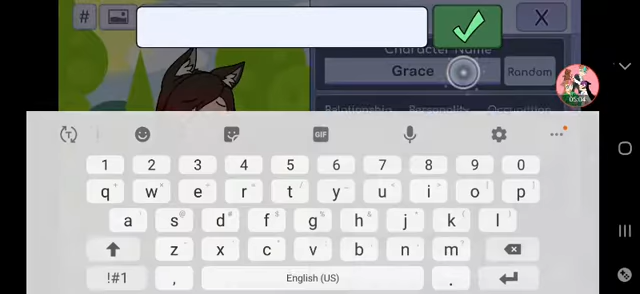 #
X
Character Name
Grace
Random
Relationship Personality Occupation
05:04
T GIF
1 2 3 4 5 6 7 8 9 0
q w e r t y u i o p
a s d f g h j k l
z x c v b n m
!#1 , English (US) .